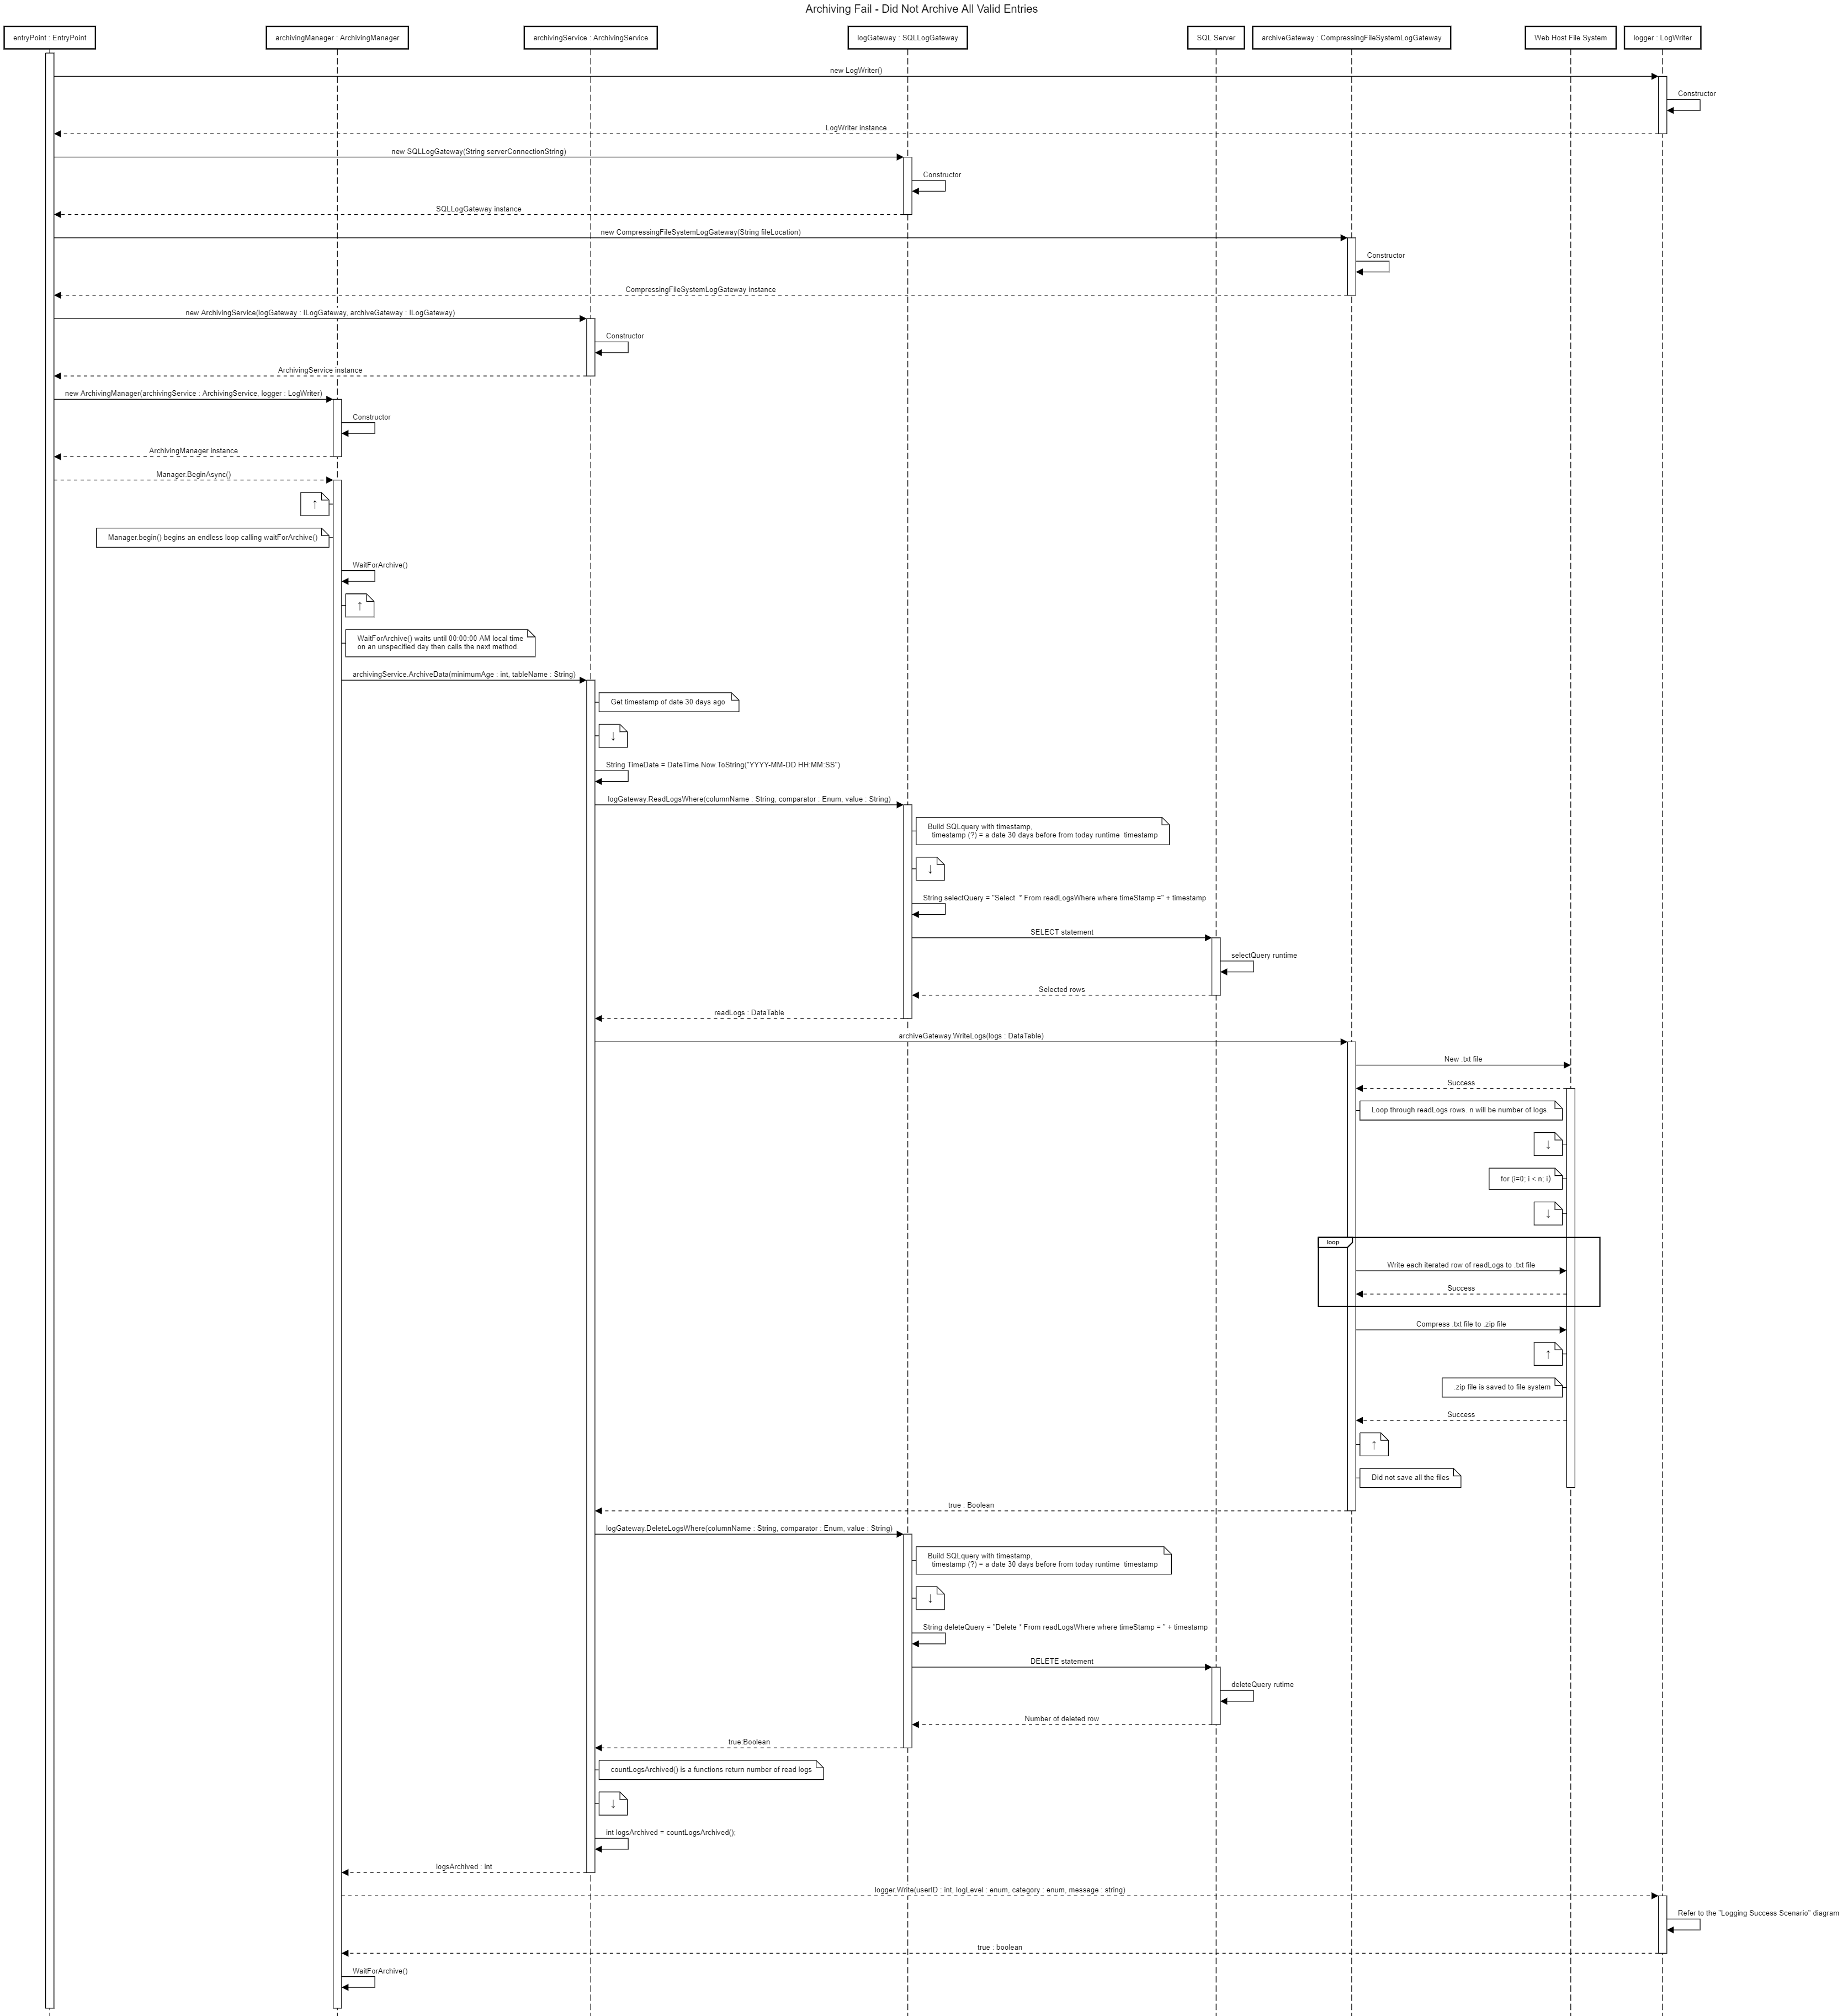 Archiving Fail - Did Not Archive All Valid Entries
entryPoint : EntryPoint
archivingManager : ArchivingManager
archivingService : ArchivingService
logGateway : SQLLogGateway
SQL Server
archiveGateway : CompressingFileSystemLogGateway
Web Host File System
logger : LogWriter
new LogWriter()
Constructor
LogWriter instance
new SQLLogGateway(String serverConnectionString)
Constructor
SQLLogGateway instance
new CompressingFileSystemLogGateway(String fileLocation)
Constructor
CompressingFileSystemLogGateway instance
new ArchivingService(logGateway : ILogGateway, archiveGateway : ILogGateway)
Constructor
ArchivingService instance
new ArchivingManager(archivingService : ArchivingService, logger : LogWriter)
Constructor
ArchivingManager instance
Manager.BeginAsync()
↑
Manager.begin() begins an endless loop calling waitForArchive()
WaitForArchive()
↑
WaitForArchive() waits until 00:00:00 AM local time
on an unspecified day then calls the next method.
archivingService.ArchiveData(minimumAge : int, tableName : String)
Get timestamp of date 30 days ago
↓
String TimeDate = DateTime.Now.ToString("YYYY-MM-DD HH:MM:SS")
logGateway.ReadLogsWhere(columnName : String, comparator : Enum, value : String)
Build SQLquery with timestamp,
timestamp (?) = a date 30 days before from today runtime  timestamp
↓
String selectQuery = "Select  * From readLogsWhere where timeStamp =" + timestamp
SELECT statement
selectQuery runtime
Selected rows
readLogs : DataTable
archiveGateway.WriteLogs(logs : DataTable)
New .txt file
Success
Loop through readLogs rows. n will be number of logs.
↓
for (i=0; i < n; i)
↓
loop
Write each iterated row of readLogs to .txt file
Success
Compress .txt file to .zip file
↑
.zip file is saved to file system
Success
↑
Did not save all the files
true : Boolean
logGateway.DeleteLogsWhere(columnName : String, comparator : Enum, value : String)
Build SQLquery with timestamp,
timestamp (?) = a date 30 days before from today runtime  timestamp
↓
String deleteQuery = "Delete * From readLogsWhere where timeStamp = " + timestamp
DELETE statement
deleteQuery rutime
Number of deleted row
true:Boolean
countLogsArchived() is a functions return number of read logs
↓
int logsArchived = countLogsArchived();
logsArchived : int
logger.Write(userID : int, logLevel : enum, category : enum, message : string)
Refer to the "Logging Success Scenario" diagram
true : boolean
WaitForArchive()